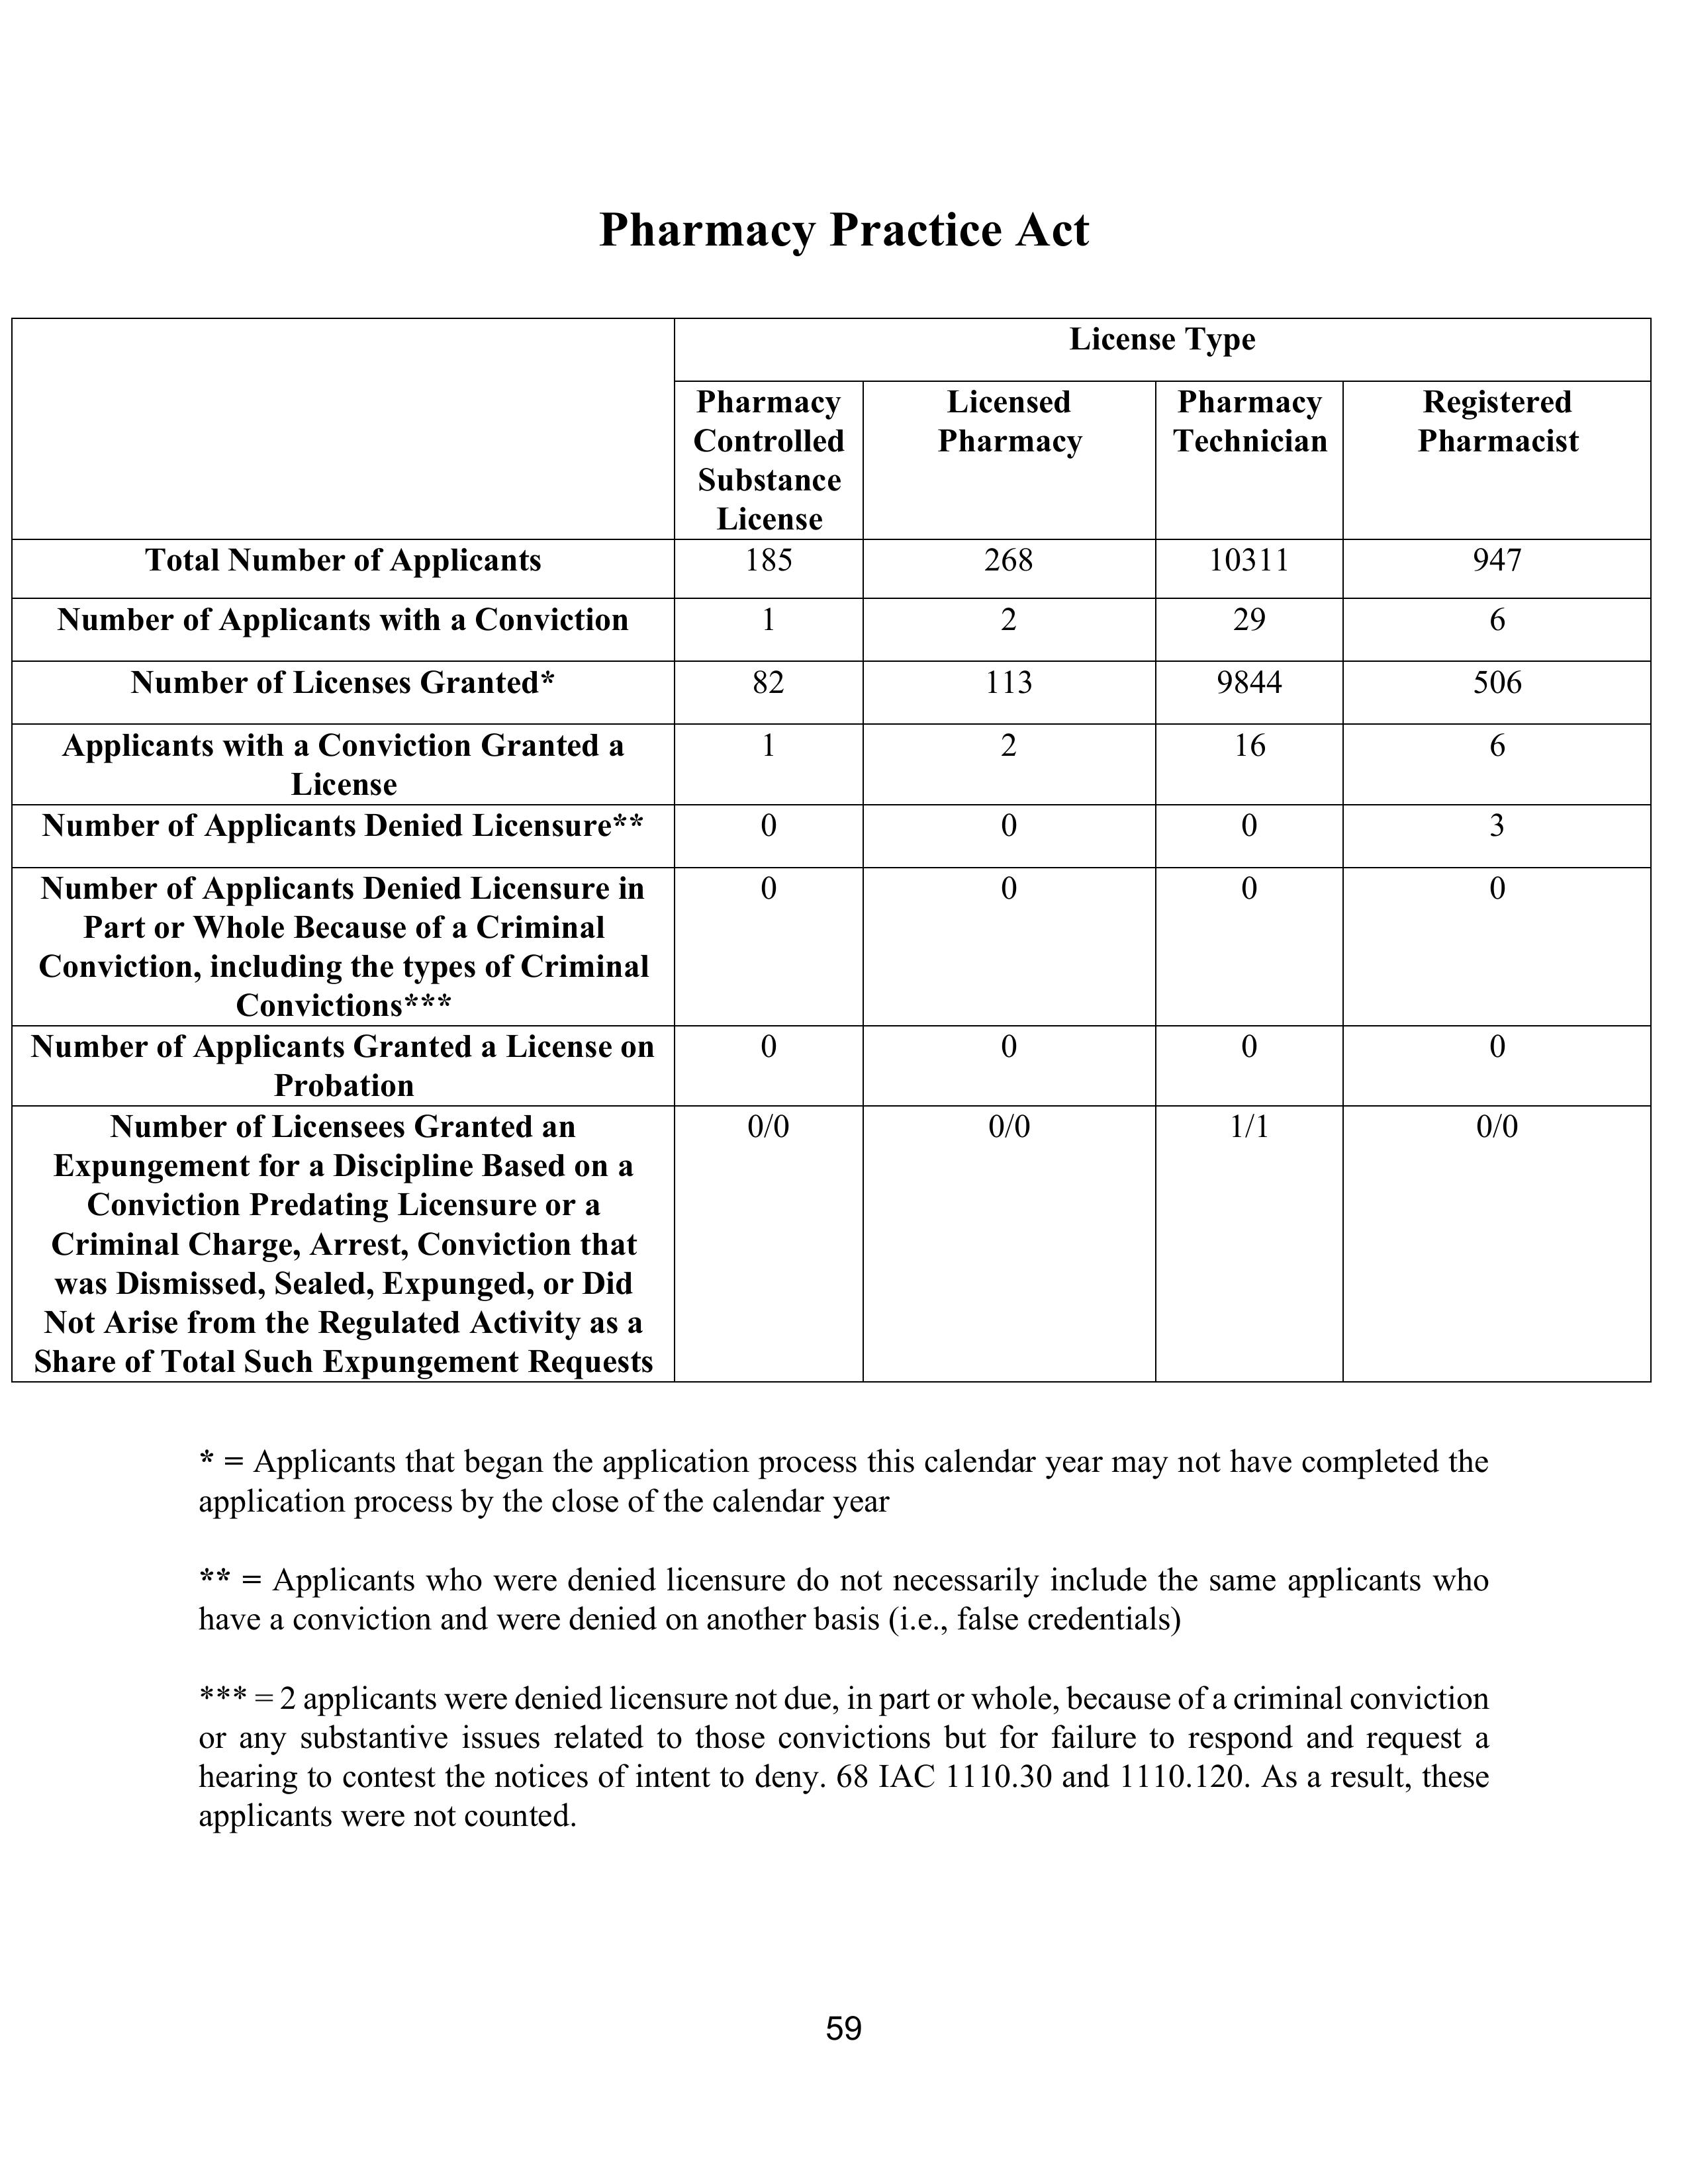 Pharmacy Practice Act
License Type
Pharmacy Controlled Substance License
Licensed Pharmacy
Pharmacy Technician
Registered Pharmacist
Total Number of Applicants 185 268 10311 947
Number of Applicants with a Conviction 1 2 29 6
Number of Licenses Granted* 82 113 9844 506
Applicants with a Conviction Granted a
License 1 2 16 6
Number of Applicants Denied Licensure** 0 0 0 3
Number of Applicants Denied Licensure in
Part or Whole Because of a Criminal
Conviction, including the types of Criminal
Convictions*** 0 0 0 0
Number of Applicants Granted a License on
Probation 0 0 0 0
Number of Licensees Granted an
Expungement for a Discipline Based on a
Conviction Predating Licensure or a
Criminal Charge, Arrest, Conviction that
was Dismissed, Sealed, Expunged, or Did
Not Arise from the Regulated Activity as a
Share of Total Such Expungement Requests 0/0 0/0 1/1 0/0
* = Applicants that began the application process this calendar year may not have completed the
application process by the close of the calendar year
** = Applicants who were denied licensure do not necessarily include the same applicants who
have a conviction and were denied on another basis (i.e., false credentials)
*** = 2 applicants were denied licensure not due, in part or whole, because of a criminal conviction
or any substantive issues related to those convictions but for failure to respond and request a
hearing to contest the notices of intent to deny. 68 IAC 1110.30 and 1110.120. As a result, these
applicants were not counted.
59